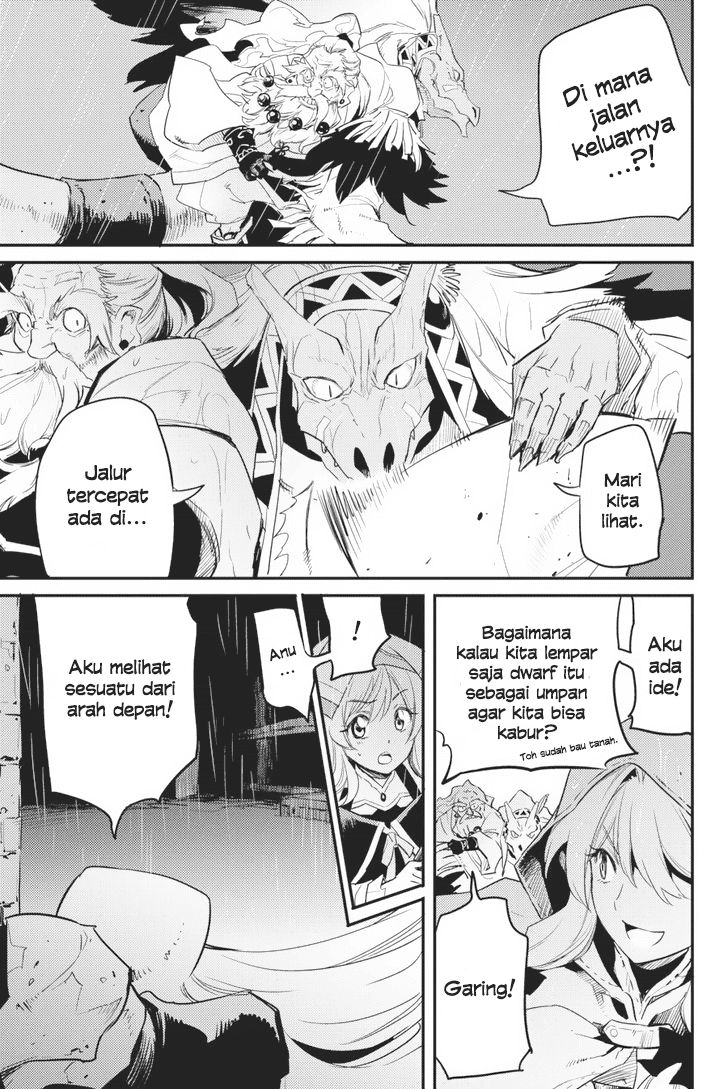 Di mana
jalan
keluarnya
...?!
Mari
kita
lihat.
Jalur
tercepat
ada di...
Aku
ada
ide!
Bagaimana
kalau kita lempar
saja dwarf itu
sebagai umpan
agar kita bisa
kabur?
Toh sudah bau tanah.
Garing!
!
Anu
...
Aku melihat
sesuatu dari
arah depan!